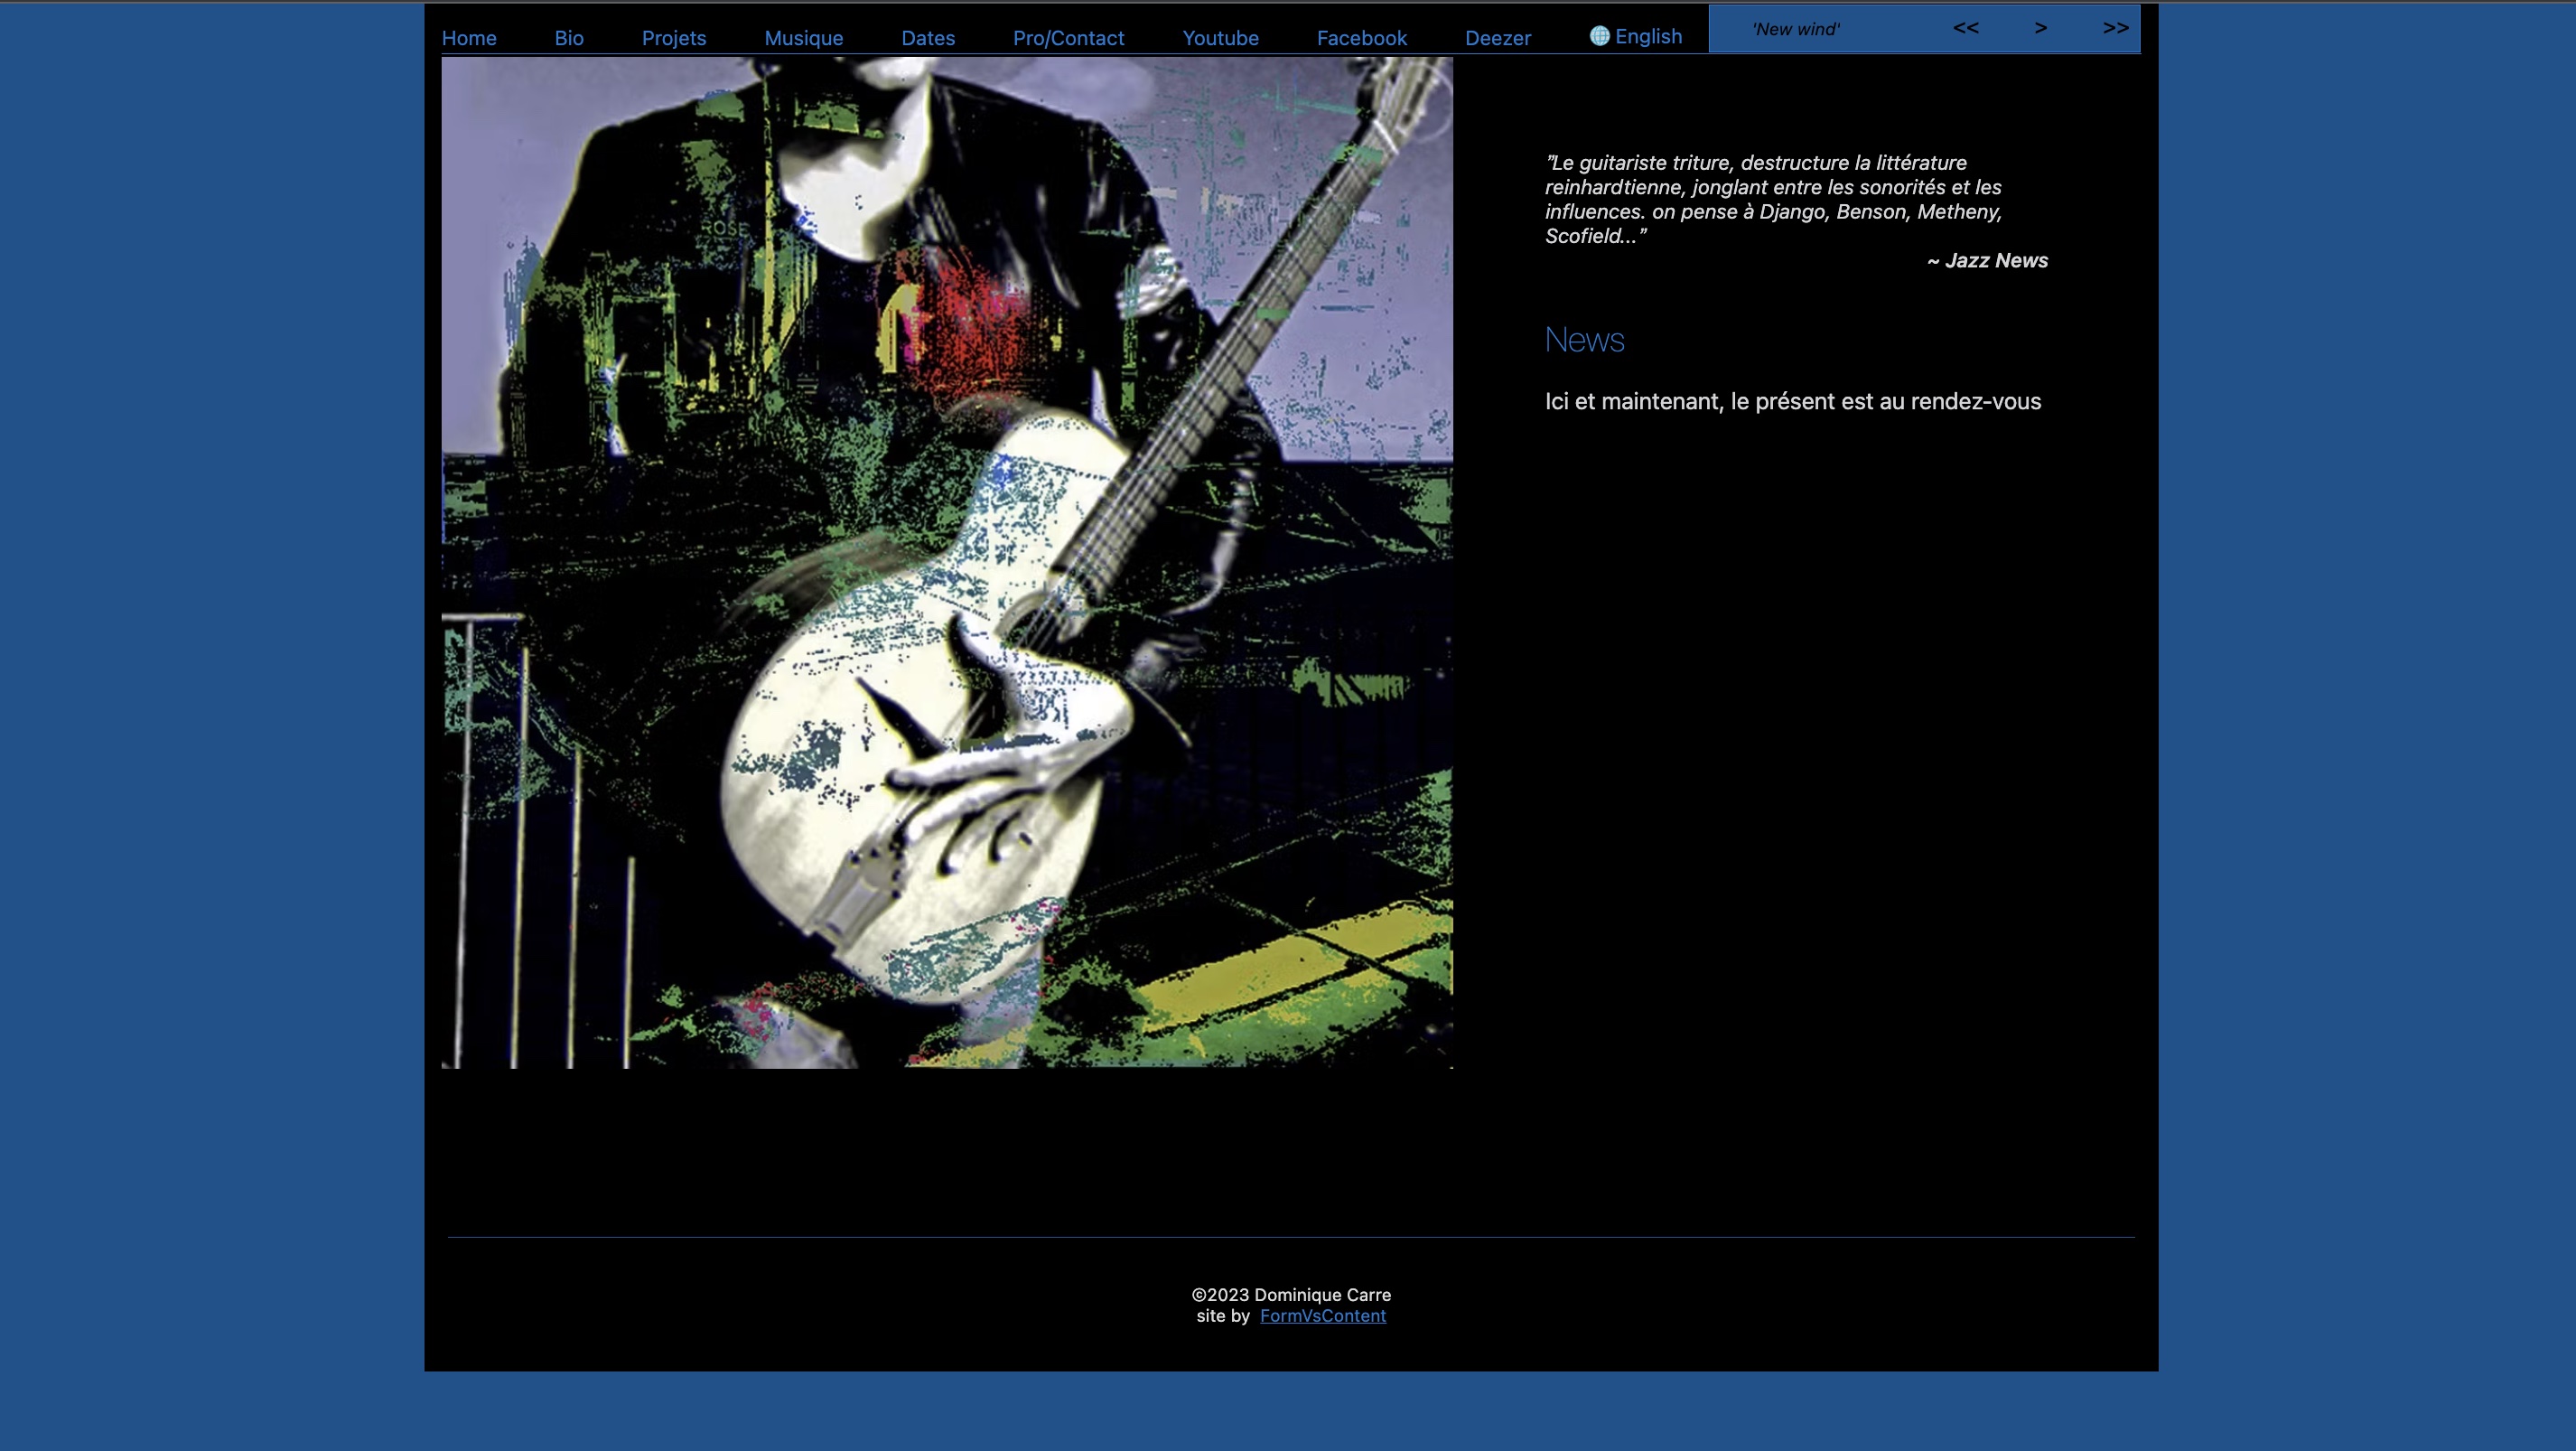 Home Bio Projets Musique Dates Pro/Contact Youtube Facebook Deezer English 'New wind' << > >>
ROSE
"Le guitariste triture, destructure la littérature
reinhardtienne, jonglant entre les sonorités et les
influences. on pense à Django, Benson, Metheny,
Scofield..."
~ Jazz News
News
Ici et maintenant, le présent est au rendez-vous
©2023 Dominique Carre
site by FormVsContent